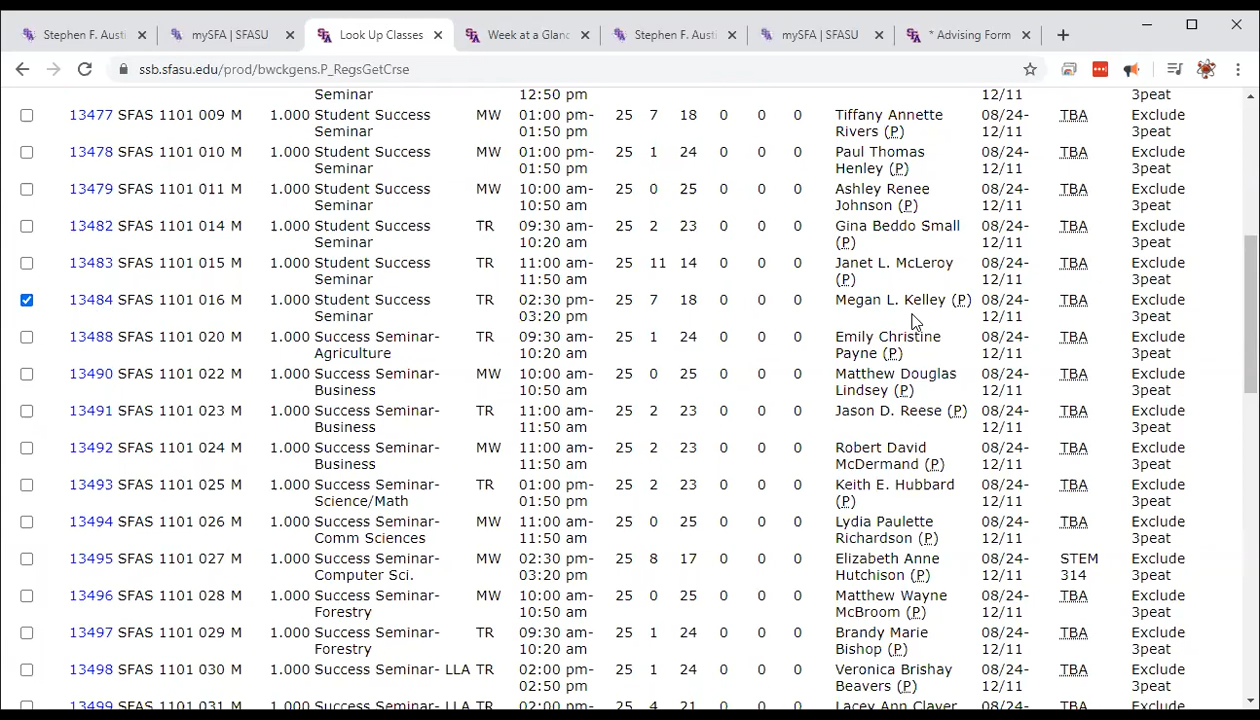 Stephen F. Austi
mySFA | SFASU
Look Up Classes
Week at a Glanc
Stephen F. Austi
mySFA | SFASU
* Advising Form
ssb.sfasu.edu/prod/bwckgens.P_RegsGetCrse
Seminar 12:50 pm 12/11 3peat
13477 SFAS 1101 009 M 1.000 Student Success MW 01:00 pm- 25 7 18 0 0 0 Tiffany Annette 08/24- TBA Exclude
Seminar 01:50 pm Rivers (P) 12/11 3peat
13478 SFAS 1101 010 M 1.000 Student Success MW 01:00 pm- 25 1 24 0 0 0 Paul Thomas 08/24- TBA Exclude
Seminar 01:50 pm Henley (P) 12/11 3peat
13479 SFAS 1101 011 M 1.000 Student Success MW 10:00 am- 25 0 25 0 0 0 Ashley Renee 08/24- TBA Exclude
Seminar 10:50 am Johnson (P) 12/11 3peat
13482 SFAS 1101 014 M 1.000 Student Success TR 09:30 am- 25 2 23 0 0 0 Gina Beddo Small 08/24- TBA Exclude
Seminar 10:20 am (P) 12/11 3peat
13483 SFAS 1101 015 M 1.000 Student Success TR 11:00 am- 25 11 14 0 0 0 Janet L. McLeroy 08/24- TBA Exclude
Seminar 11:50 am (P) 12/11 3peat
13484 SFAS 1101 016 M 1.000 Student Success TR 02:30 pm- 25 7 18 0 0 0 Megan L. Kelley (P) 08/24- TBA Exclude
Seminar 03:20 pm 12/11 3peat
13488 SFAS 1101 020 M 1.000 Success Seminar- TR 09:30 am- 25 1 24 0 0 0 Emily Christine 08/24- TBA Exclude
Agriculture 10:20 am Payne (P) 12/11 3peat
13490 SFAS 1101 022 M 1.000 Success Seminar- MW 10:00 am- 25 0 25 0 0 0 Matthew Douglas 08/24- TBA Exclude
Business 10:50 am Lindsey (P) 12/11 3peat
13491 SFAS 1101 023 M 1.000 Success Seminar- TR 11:00 am- 25 2 23 0 0 0 Jason D. Reese (P) 08/24- TBA Exclude
Business 11:50 am 12/11 3peat
13492 SFAS 1101 024 M 1.000 Success Seminar- MW 11:00 am- 25 2 23 0 0 0 Robert David 08/24- TBA Exclude
Business 11:50 am McDermand (P) 12/11 3peat
13493 SFAS 1101 025 M 1.000 Success Seminar- TR 01:00 pm- 25 2 23 0 0 0 Keith E. Hubbard 08/24- TBA Exclude
Science/Math 01:50 pm (P) 12/11 3peat
13494 SFAS 1101 026 M 1.000 Success Seminar- MW 11:00 am- 25 0 25 0 0 0 Lydia Paulette 08/24- TBA Exclude
Comm Sciences 11:50 am Richardson (P) 12/11 3peat
13495 SFAS 1101 027 M 1.000 Success Seminar- MW 02:30 pm- 25 8 17 0 0 0 Elizabeth Anne 08/24- STEM Exclude
Computer Sci. 03:20 pm Hutchison (P) 12/11 314 3peat
13496 SFAS 1101 028 M 1.000 Success Seminar- MW 10:00 am- 25 0 25 0 0 0 Matthew Wayne 08/24- TBA Exclude
Forestry 10:50 am McBroom (P) 12/11 3peat
13497 SFAS 1101 029 M 1.000 Success Seminar- TR 09:30 am- 25 1 24 0 0 0 Brandy Marie 08/24- TBA Exclude
Forestry 10:20 am Bishop (P) 12/11 3peat
13498 SFAS 1101 030 M 1.000 Success Seminar- LLA TR 02:00 pm- 25 1 24 0 0 0 Veronica Brishay 08/24- TBA Exclude
02:50 pm Beavers (P) 12/11 3peat
13499 SFAS 1101 031 M 1.000 Success Seminar- LLA TR 02:00 pm- 25 4 21 0 0 0 Lacey Ann Claver 08/24- TBA Exclude